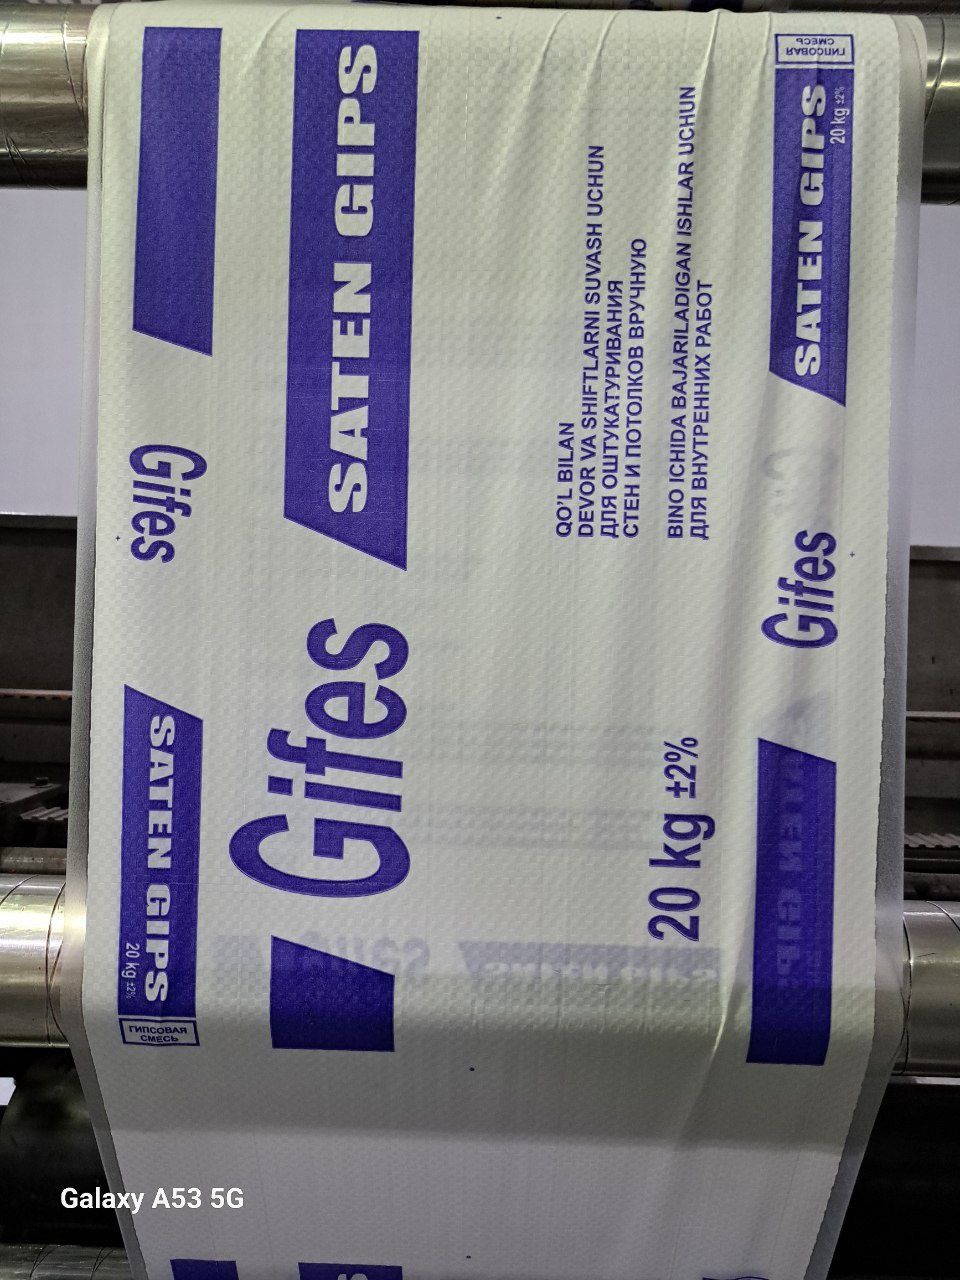 Gifes
SATEN GIPS
QO'L BILAN
DEVOR VA SHIFTLARNI SUVASH UCHUN
ДЛЯ ОШТУКАТУРИВАНИЯ
СТЕН И ПОТОЛКОВ ВРУЧНУЮ
BINO ICHIDA BAJARILADIGAN ISHLAR UCHUN
ДЛЯ ВНУТРЕННИХ РАБОТ
20 kg ±2%
Gifes
SATEN GIPS
20 kg ±2%
ГИПСОВАЯ
СМЕСЬ
Gifes
SATEN GIPS
20 kg ±2%
ГИПСОВАЯ
СМЕСЬ
Galaxy A53 5G